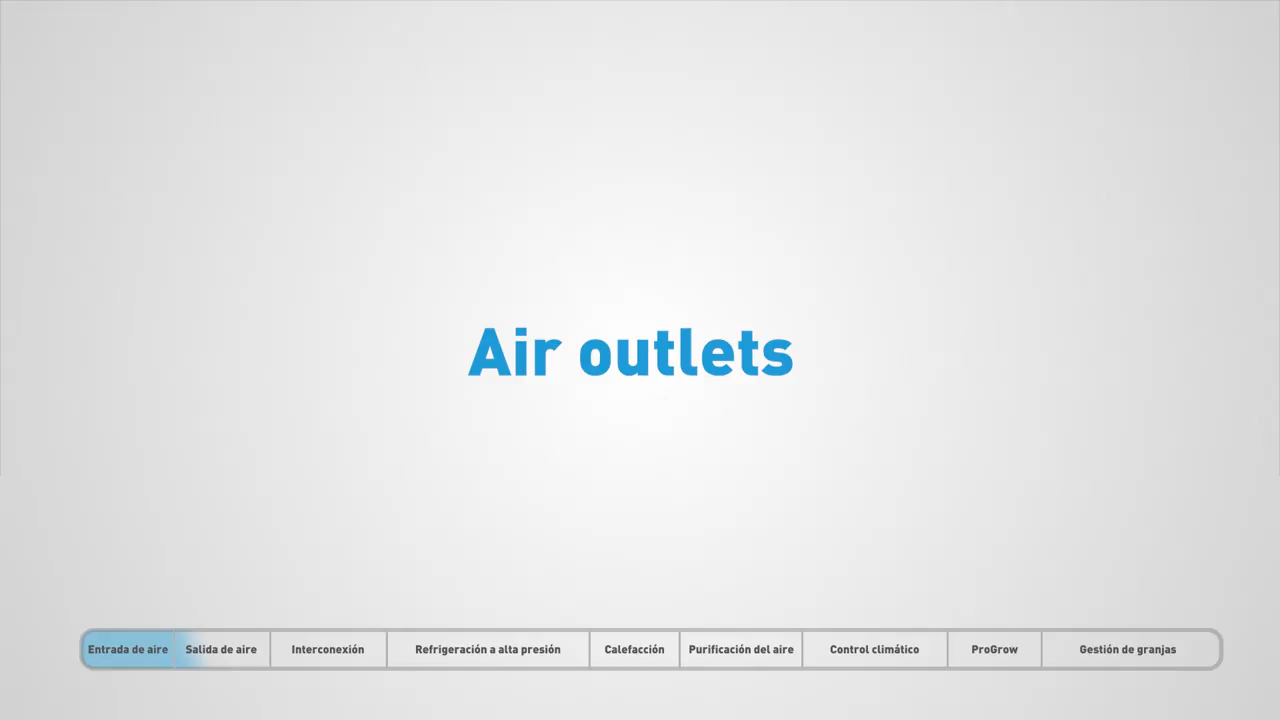 Air outlets
Entrada de aire Salida de aire Interconexión Refrigeración a alta presión Calefacción Purificación del aire Control climático ProGrow Gestión de granjas